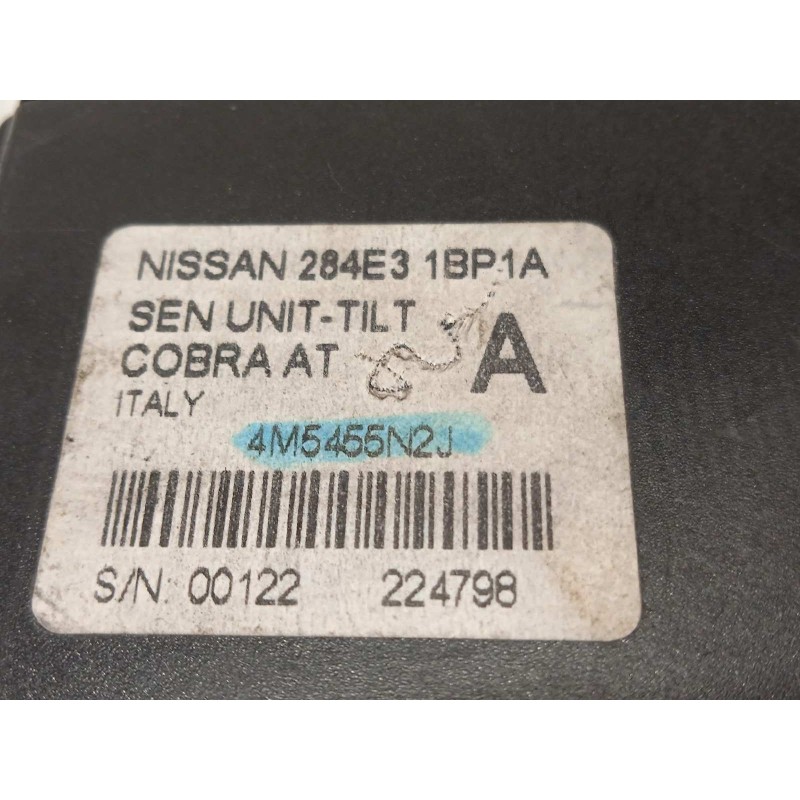 NISSAN 284E3 1BP1A
SEN UNIT-TILT
COBRA AT A
ITALY
4M5455N2J
S/N: 00122 224798